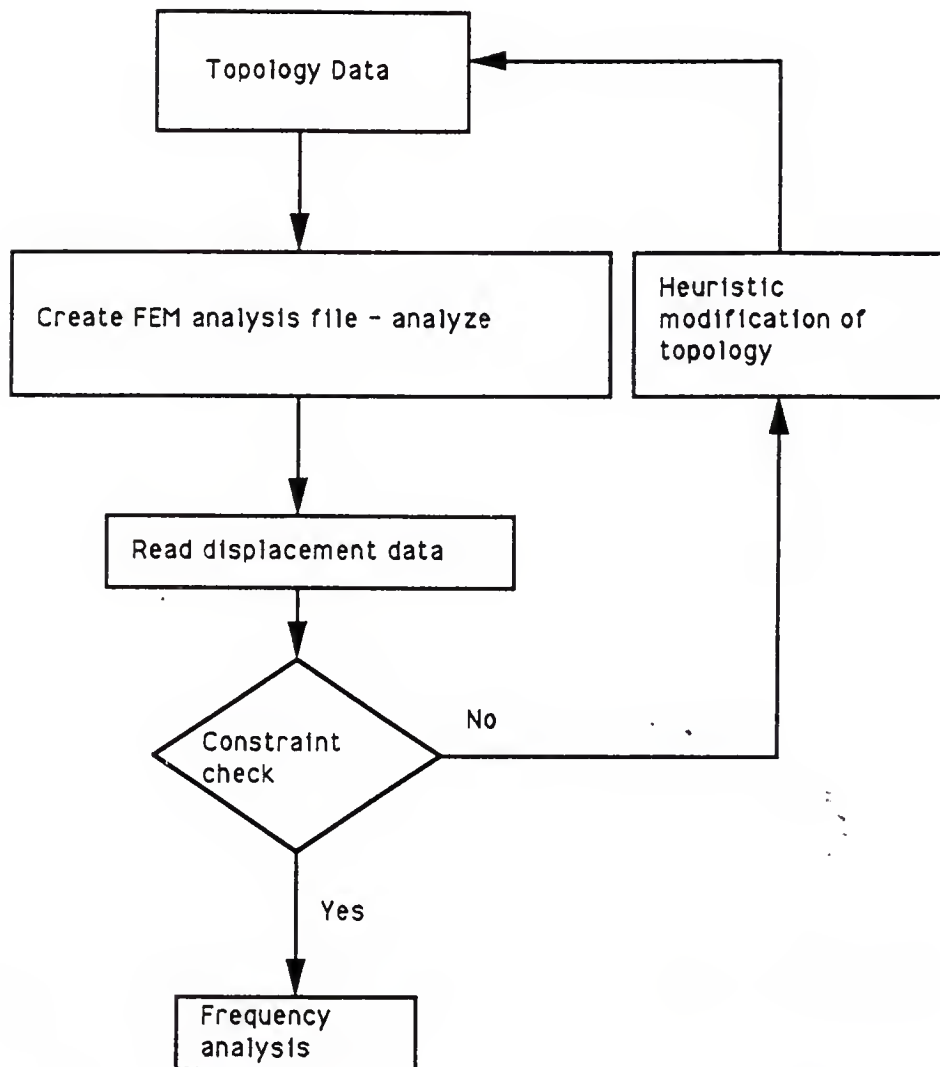 Topology Data
Create FEM analysis file - analyze
Heuristic
modification of
topology
Read displacement data
Constraint
check
No
Yes
Frequency
analysis